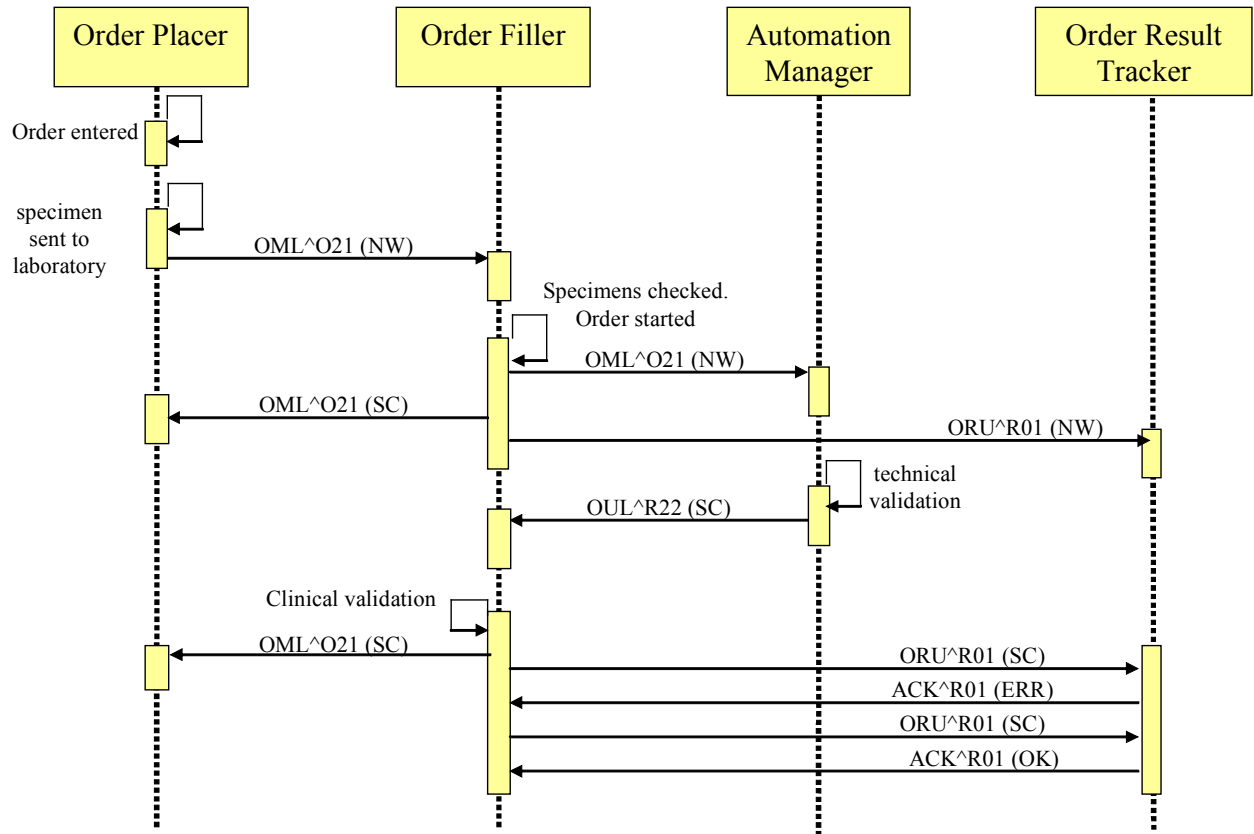 Order Placer
Order Filler
Automation
Manager
Order Result
Tracker
Order entered
specimen
sent to
laboratory
OML^O21 (NW)
Specimens checked.
Order started
OML^O21 (NW)
OML^O21 (SC)
ORU^R01 (NW)
technical
validation
OUL^R22 (SC)
Clinical validation
OML^O21 (SC)
ORU^R01 (SC)
ACK^R01 (ERR)
ORU^R01 (SC)
ACK^R01 (OK)